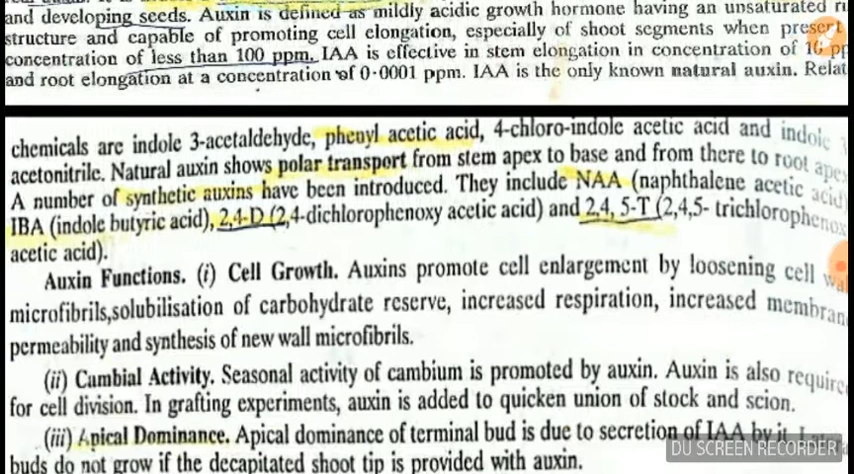 and developing seeds. Auxin is defined as mildly acidic growth hormone having an unsaturated
structure and capable of promoting cell elongation, especially of shoot segments when present
concentration of less than 100 ppm. IAA is effective in stem elongation in concentration of 10
and root elongation at a concentration of 0·0001 ppm. IAA is the only known natural auxin. Relat
chemicals are indole 3-acetaldehyde, phenyl acetic acid, 4-chloro-indole acetic acid and indole
acetonitrile. Natural auxin shows polar transport from stem apex to base and from there to root apex
A number of synthetic auxins have been introduced. They include NAA (naphthalene acetic acid)
IBA (indole butyric acid), 2,4-D (2,4-dichlorophenoxy acetic acid) and 2,4, 5-T (2,4,5- trichlorophenox
acetic acid).
Auxin Functions. (i) Cell Growth. Auxins promote cell enlargement by loosening cell wal
microfibrils,solubilisation of carbohydrate reserve, increased respiration, increased membran
permeability and synthesis of new wall microfibrils.
(ii) Cambial Activity. Seasonal activity of cambium is promoted by auxin. Auxin is also require
for cell division. In grafting experiments, auxin is added to quicken union of stock and scion.
(iii) Apical Dominance. Apical dominance of terminal bud is due to secretion of IAA by it.
buds do not grow if the decapitated shoot tip is provided with auxin.
DU SCREEN RECORDER